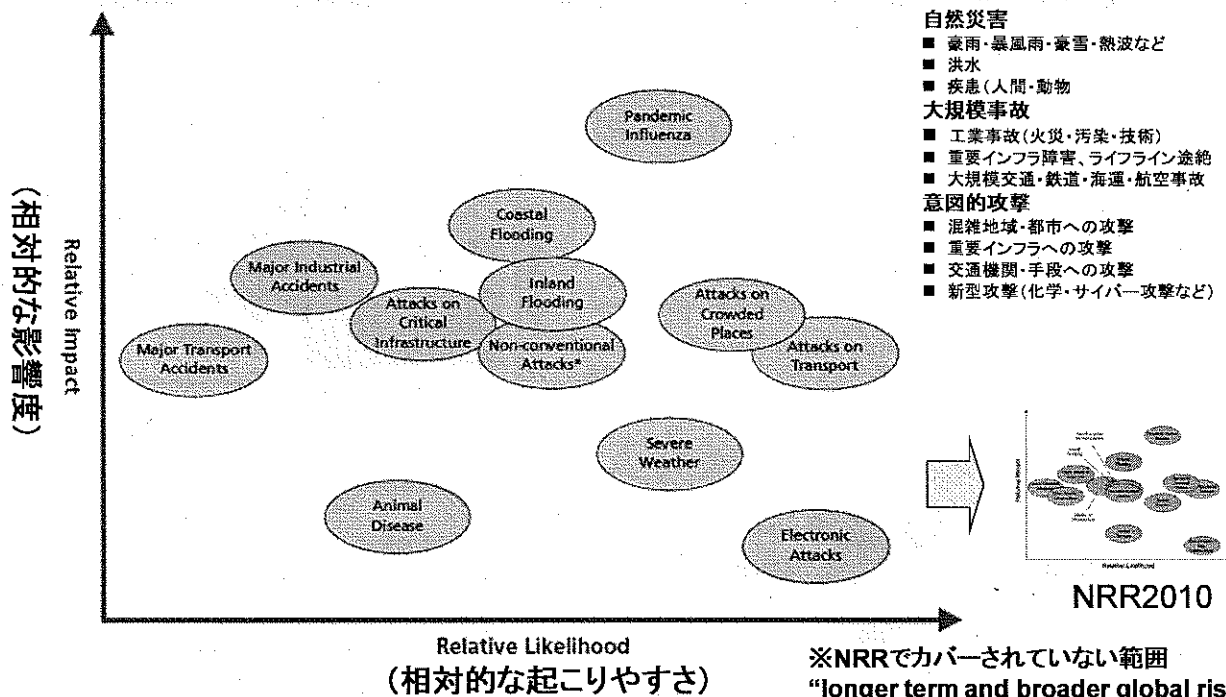 自然災害
■ 豪雨・暴風雨・豪雪・熱波など
■ 洪水
■ 疾患(人間・動物
大規模事故
■ 工業事故(火災・汚染・技術)
■ 重要インフラ障害、ライフライン途絶
■ 大規模交通・鉄道・海運・航空事故
意図的攻撃
■ 混雑地域・都市への攻撃
■ 重要インフラへの攻撃
■ 交通機関・手段への攻撃
■ 新型攻撃(化学・サイバー攻撃など)
(相対的な影響度)
Relative Impact
Pandemic
Influenza
Coastal
Flooding
Major Industrial
Accidents
Inland
Flooding
Attacks on
Critical
Infrastructure
Attacks on
Crowded
Places
Non-conventional
Attacks*
Attacks on
Transport
Major Transport
Accidents
Severe
Weather
Animal
Disease
Electronic
Attacks
Relative Likelihood
NRR2010
Relative Likelihood
(相対的な起こりやすさ)
※NRRでカバーされていない範囲
"longer term and broader global ris